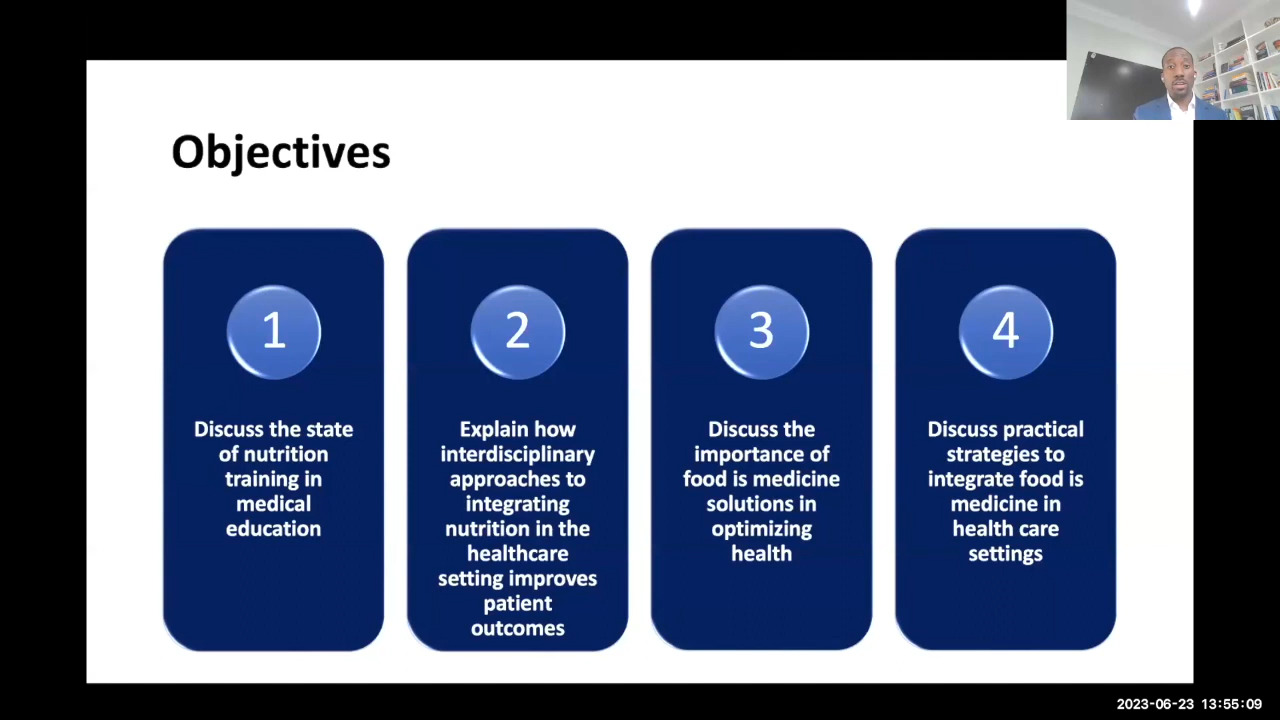 Objectives
1
Discuss the state
of nutrition
training in
medical
education
2
Explain how
interdisciplinary
approaches to
integrating
nutrition in the
healthcare
setting improves
patient
outcomes
3
Discuss the
importance of
food is medicine
solutions in
optimizing
health
4
Discuss practical
strategies to
integrate food is
medicine in
health care
settings
2023-06-23 13:55:09